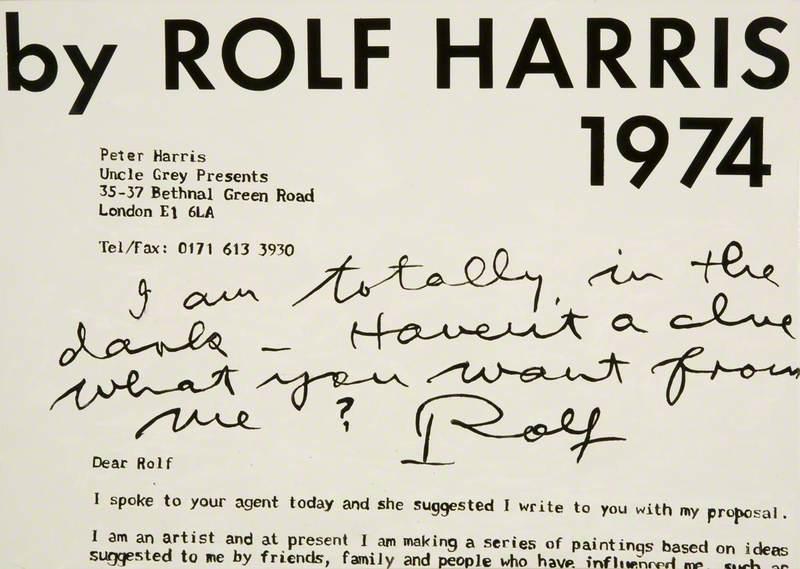 by ROLF HARRIS
1974
Peter Harris
Uncle Grey Presents
35-37 Bethnal Green Road
London E1 6LA
Tel/Fax: 0171 613 3930
I am totally in the
dark – Haven't a clue
what you want from
me ? Rolf
Dear Rolf
I spoke to your agent today and she suggested I write to you with my proposal.
I am an artist and at present I am making a series of paintings based on ideas
suggested to me by friends, family and people who have influenced me, such as